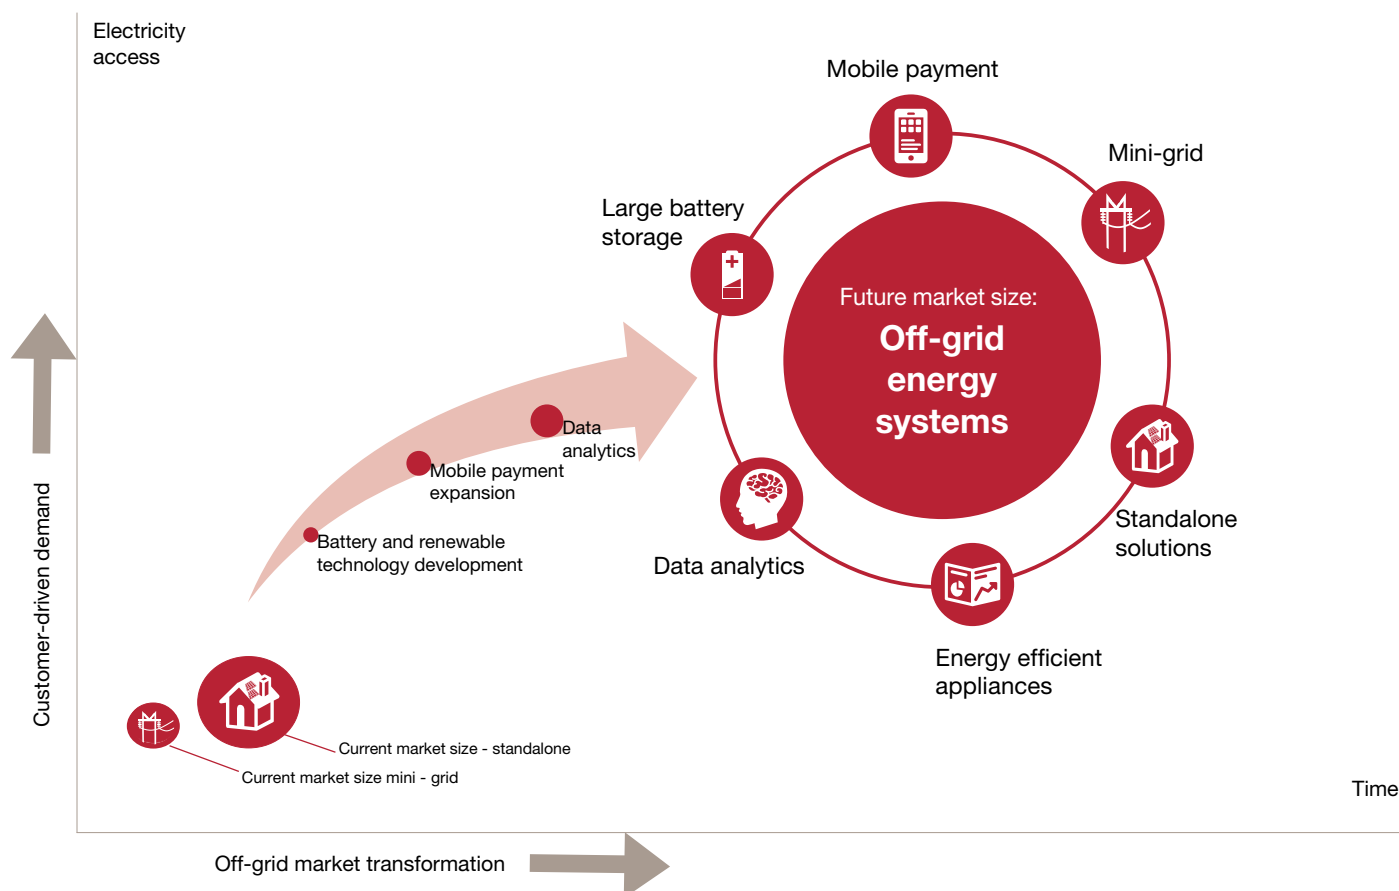 Electricity
access
Mobile payment
Mini-grid
Large battery
storage
Future market size:
Off-grid
energy
systems
Data
analytics
Mobile payment
expansion
Battery and renewable
technology development
Standalone
solutions
Data analytics
Energy efficient
appliances
Customer-driven demand
Current market size - standalone
Current market size mini - grid
Time
Off-grid market transformation